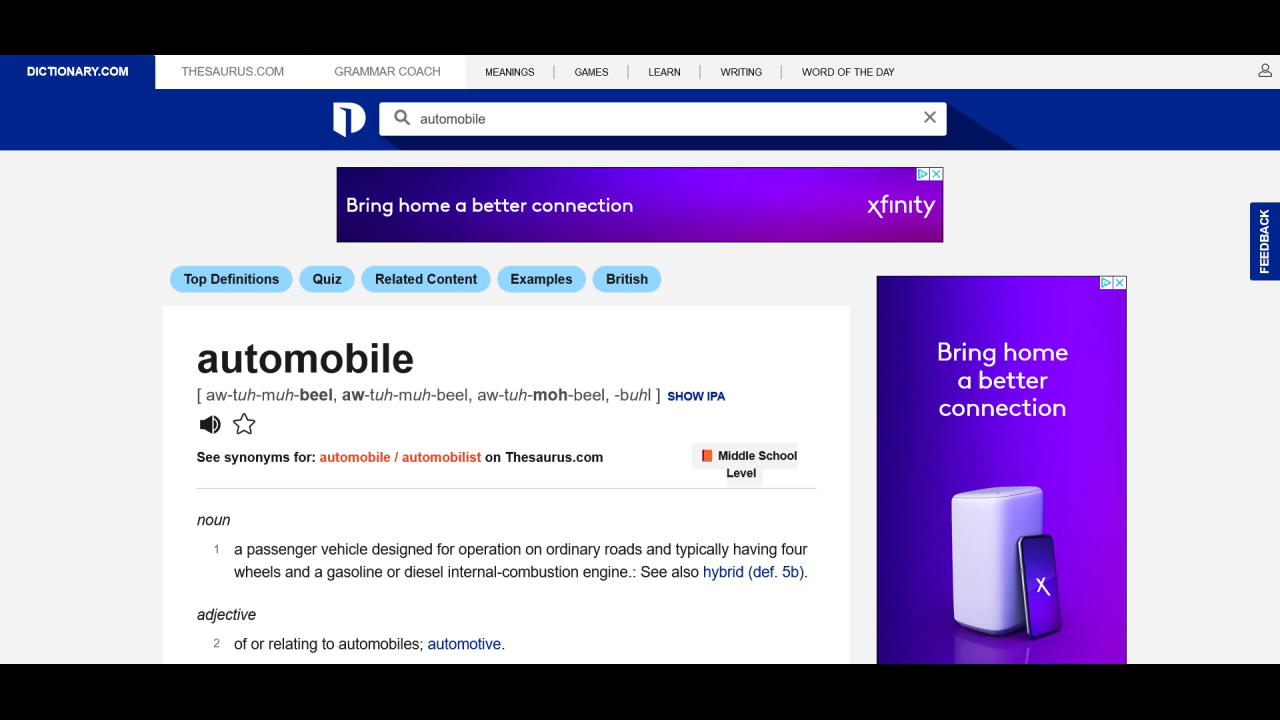 DICTIONARY.COM THESAURUS.COM GRAMMAR COACH MEANINGS GAMES LEARN WRITING WORD OF THE DAY
automobile
Bring home a better connection xfinity
FEEDBACK
Top Definitions Quiz Related Content Examples British
automobile
[ aw-tuh-muh-beel, aw-tuh-muh-beel, aw-tuh-moh-beel, -buhl ] SHOW IPA
See synonyms for: automobile / automobilist on Thesaurus.com
Middle School
Level
noun
1 a passenger vehicle designed for operation on ordinary roads and typically having four
wheels and a gasoline or diesel internal-combustion engine.: See also hybrid (def. 5b).
adjective
2 of or relating to automobiles; automotive.
Bring home
a better
connection
X